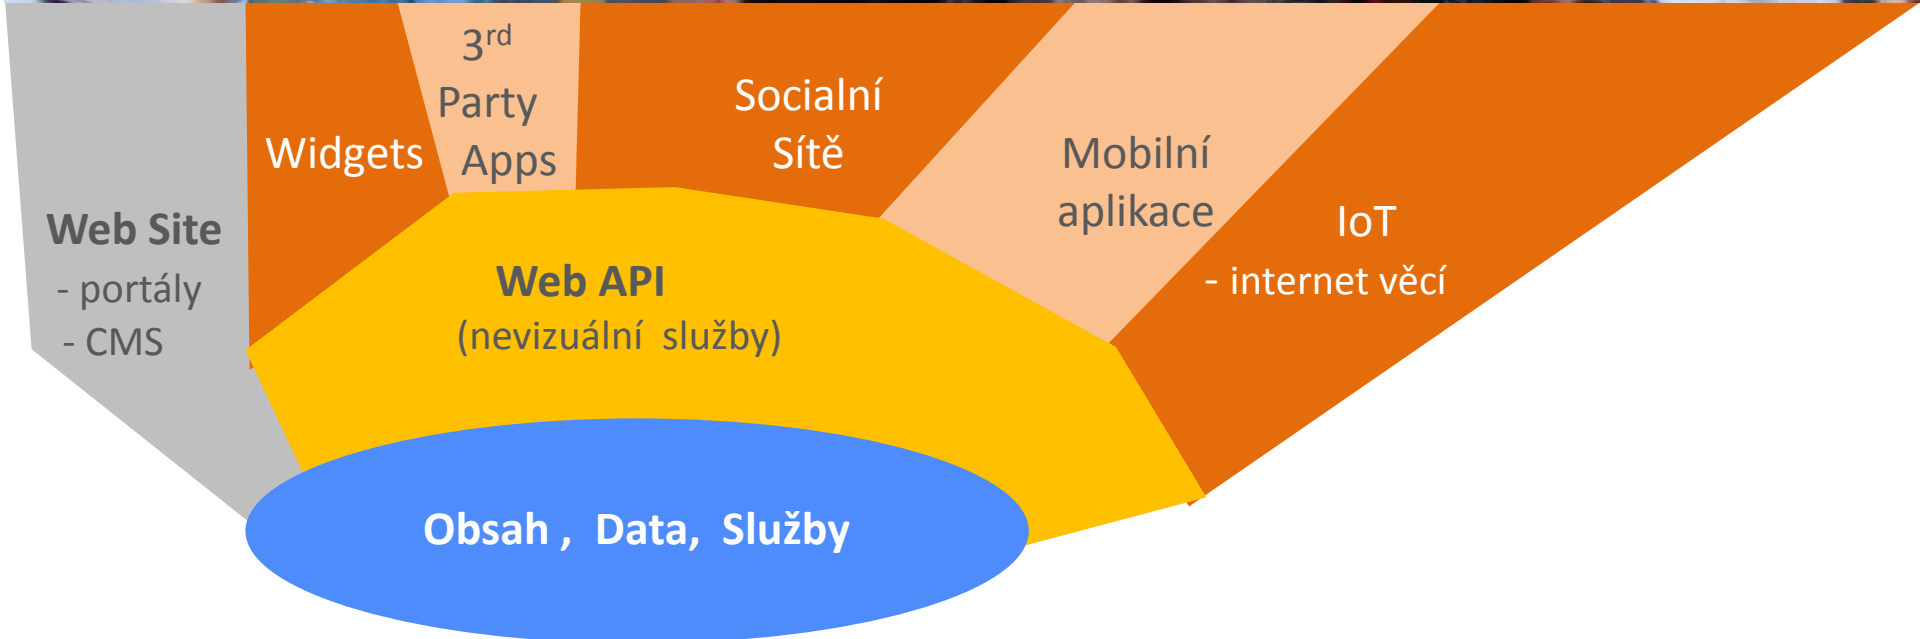 Web Site
- portály
- CMS
Widgets
3rd
Party
Apps
Socialní
Sítě
Mobilní
aplikace
IoT
- internet věcí
Web API
(nevizuální služby)
Obsah , Data, Služby